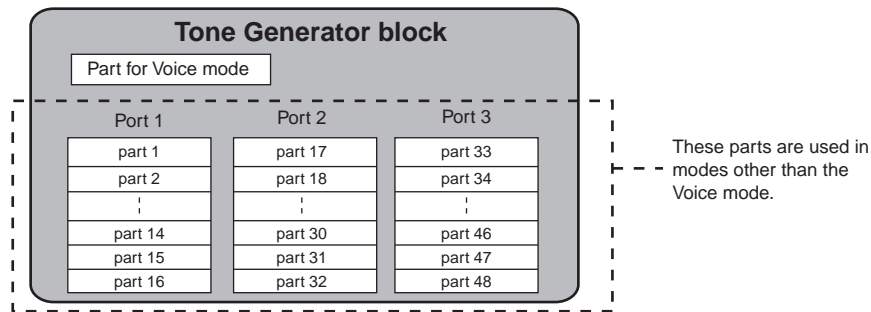 Tone Generator block
Part for Voice mode
Port 1
Port 2
Port 3
part 1
part 17
part 33
part 2
part 18
part 34
part 14
part 30
part 46
part 15
part 31
part 47
part 16
part 32
part 48
These parts are used in
modes other than the
Voice mode.